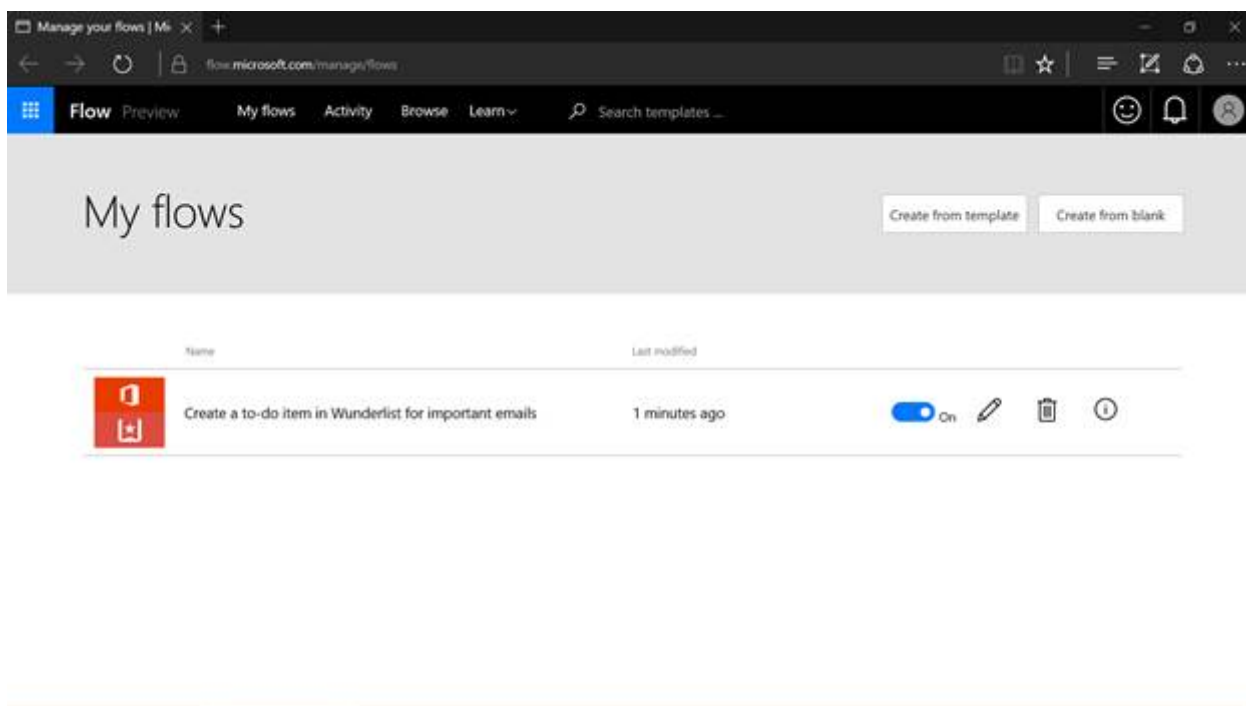 Manage your flows | Mi
flow.microsoft.com/manage/flows
Flow Preview My flows Activity Browse Learn Search templates ...
My flows
Create from template Create from blank
Name Last modified
Create a to-do item in Wunderlist for important emails 1 minutes ago On